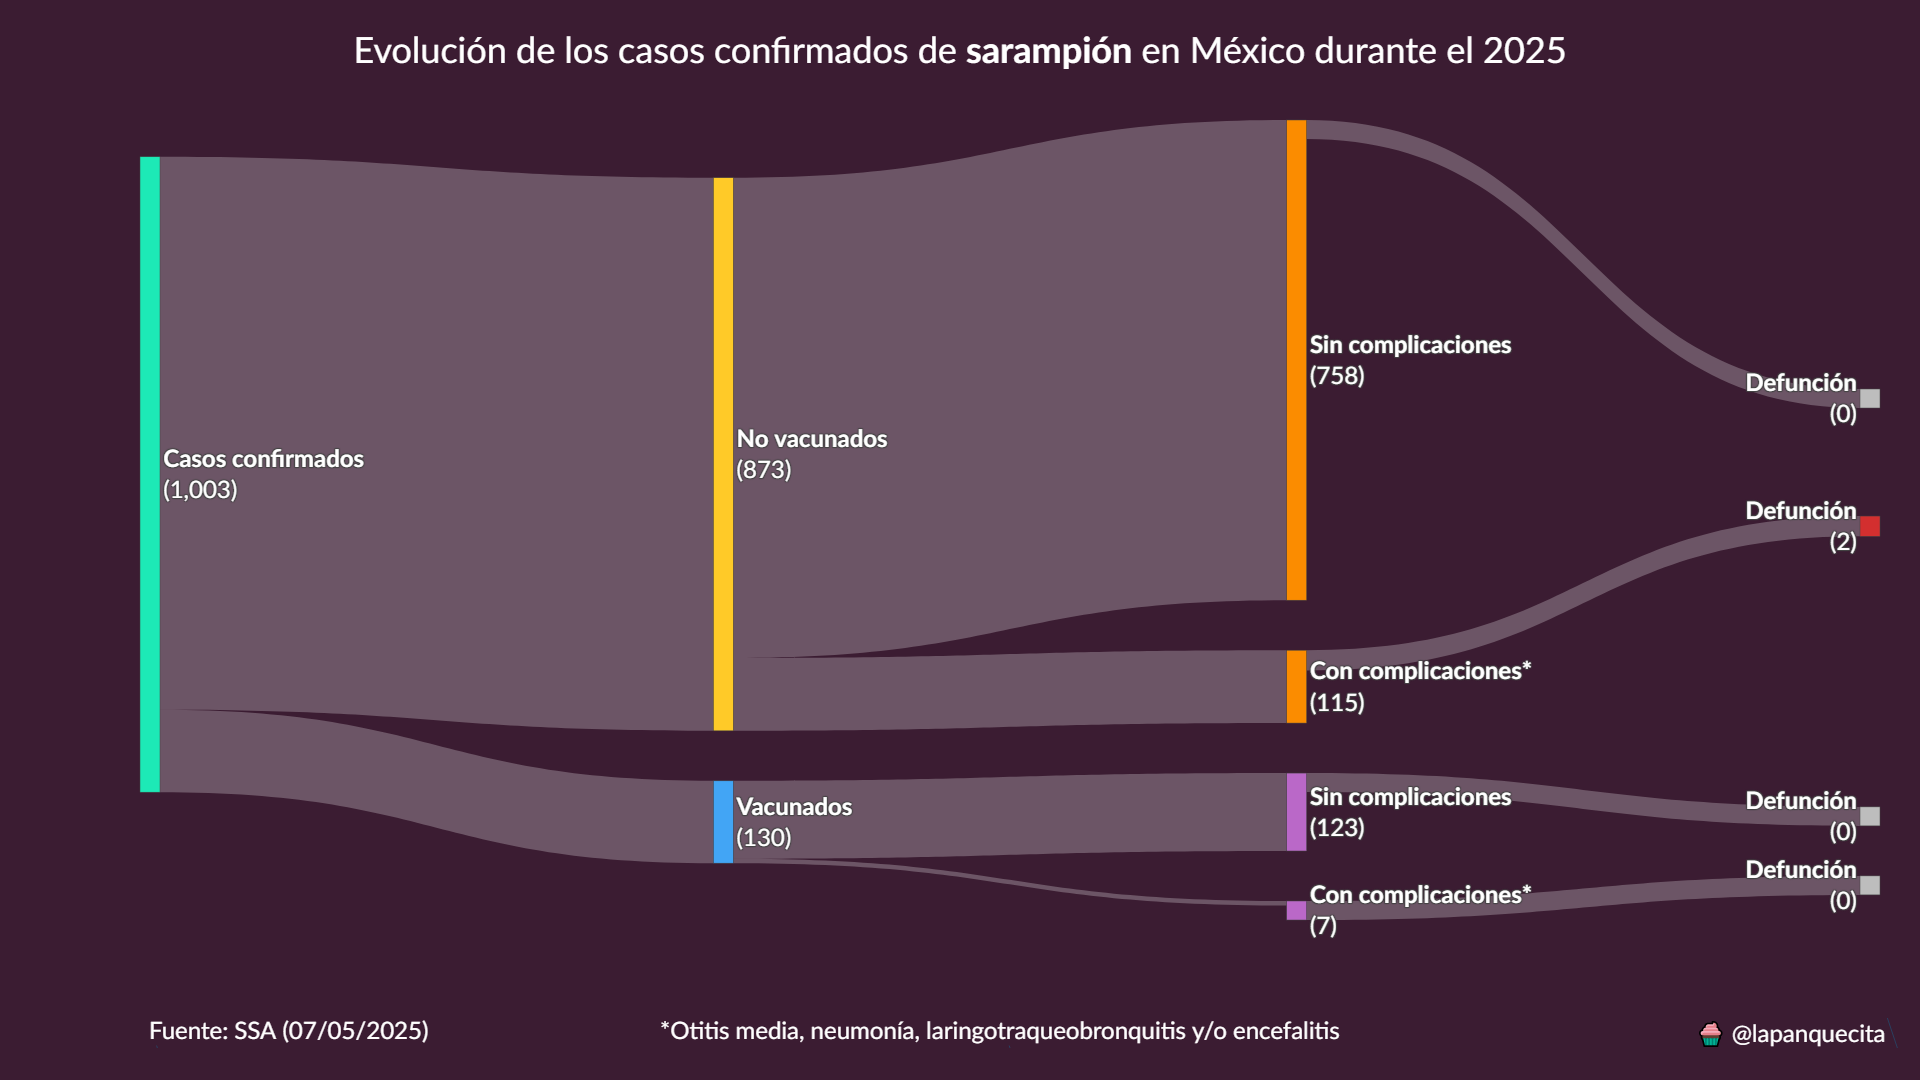 Evolución de los casos confirmados de sarampión en México durante el 2025
Casos confirmados
(1,003)
No vacunados
(873)
Vacunados
(130)
Sin complicaciones
(758)
Con complicaciones*
(115)
Sin complicaciones
(123)
Con complicaciones*
(7)
Defunción
(0)
Defunción
(2)
Defunción
(0)
Defunción
(0)
Fuente: SSA (07/05/2025)
*Otitis media, neumonía, laringotraqueobronquitis y/o encefalitis
@lapanquecita